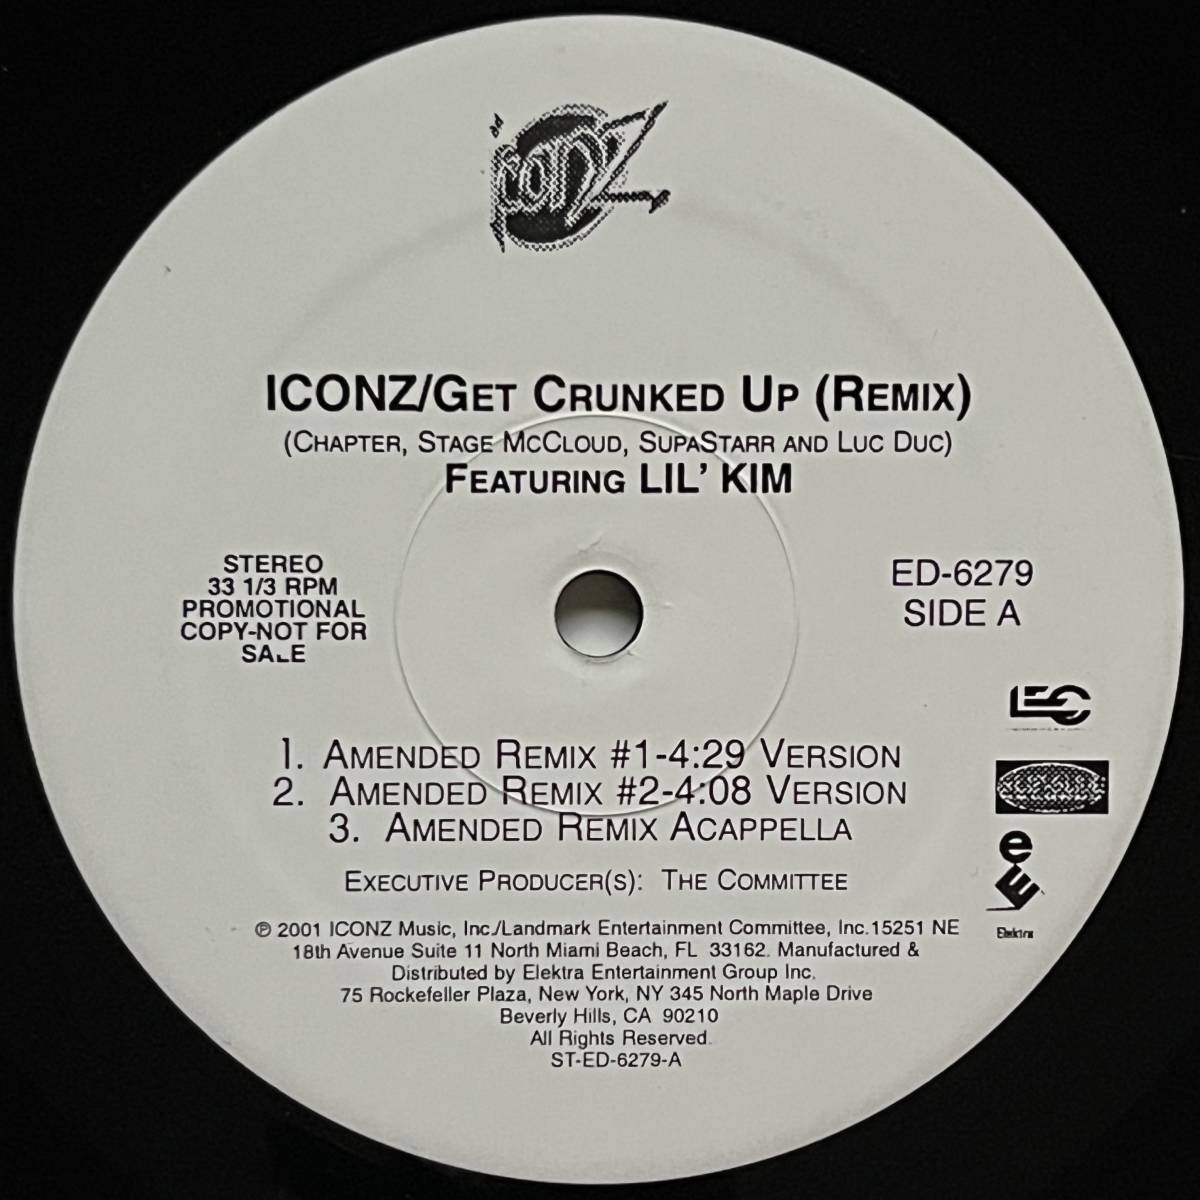 Iconz
ICONZ/GET CRUNKED UP (REMIX)
(CHAPTER, STAGE MCCLOUD, SUPASTARR AND LUC DUC)
FEATURING LIL' KIM
STEREO
33 1/3 RPM
PROMOTIONAL
COPY-NOT FOR
SALE
ED-6279
SIDE A
LEC
1. AMENDED REMIX #1-4:29 VERSION
2. AMENDED REMIX #2-4:08 VERSION
3. AMENDED REMIX ACAPPELLA
EXECUTIVE PRODUCER(S): THE COMMITTEE
℗ 2001 ICONZ Music, Inc./Landmark Entertainment Committee, Inc.15251 NE
18th Avenue Suite 11 North Miami Beach, FL 33162. Manufactured &
Distributed by Elektra Entertainment Group Inc.
75 Rockefeller Plaza, New York, NY 345 North Maple Drive
Beverly Hills, CA 90210
All Rights Reserved.
ST-ED-6279-A
Elektra